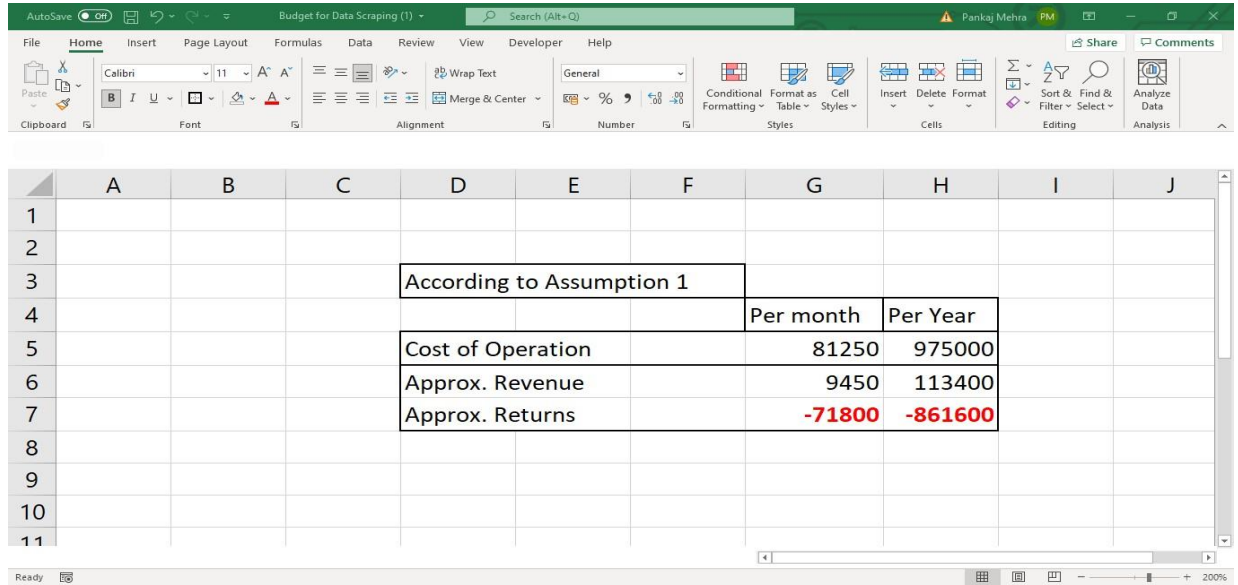 AutoSave Off Budget for Data Scraping (1) Search (Alt+Q) Pankaj Mehra PM
File Home Insert Page Layout Formulas Data Review View Developer Help Share Comments
Paste Calibri 11 A A Wrap Text General Conditional Formatting Format as Table Cell Styles Insert Delete Format Sort & Filter Find & Select Analyze Data
B I U A Merge & Center % 9
Clipboard Font Alignment Number Styles Cells Editing Analysis
A B C D E F G H I J
1
2
3 According to Assumption 1
4 Per month Per Year
5 Cost of Operation 81250 975000
6 Approx. Revenue 9450 113400
7 Approx. Returns -71800 -861600
8
9
10
11
Ready 200%